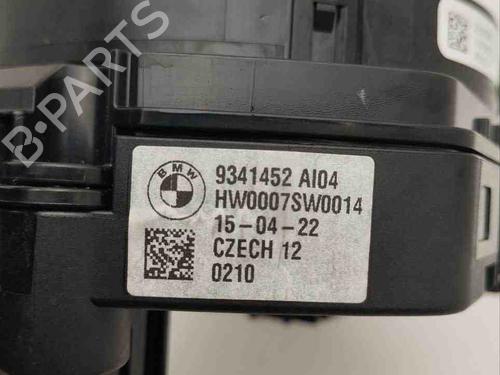 B-PARTS
BMW
9341452 AI04
HW0007SW0014
15-04-22
CZECH 12
0210